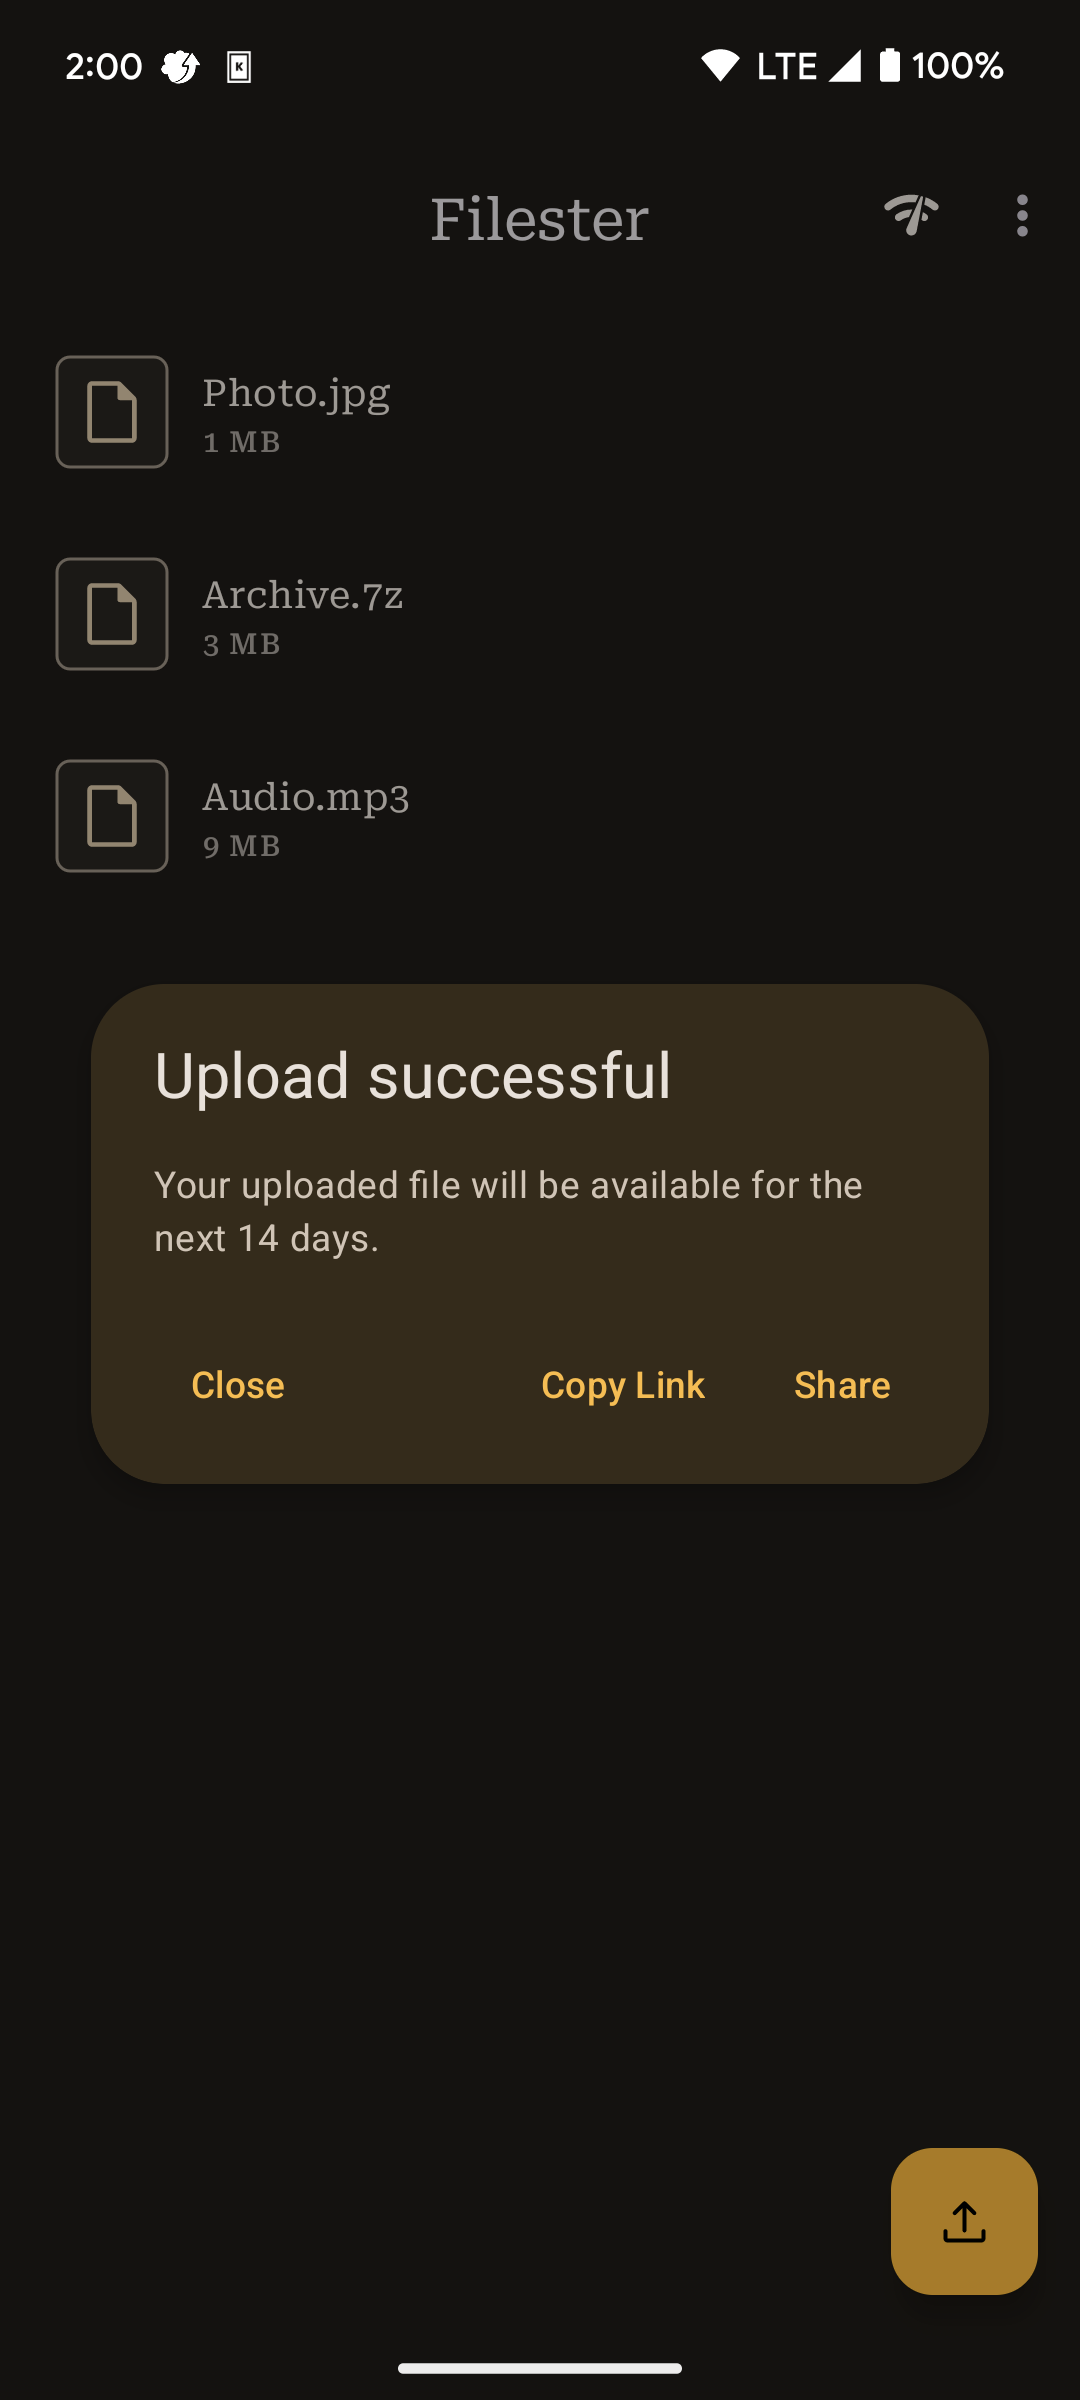 2:00 K LTE 100%
Filester
Photo.jpg
1 MB
Archive.7z
3 MB
Audio.mp3
9 MB
Upload successful
Your uploaded file will be available for the
next 14 days.
Close Copy Link Share